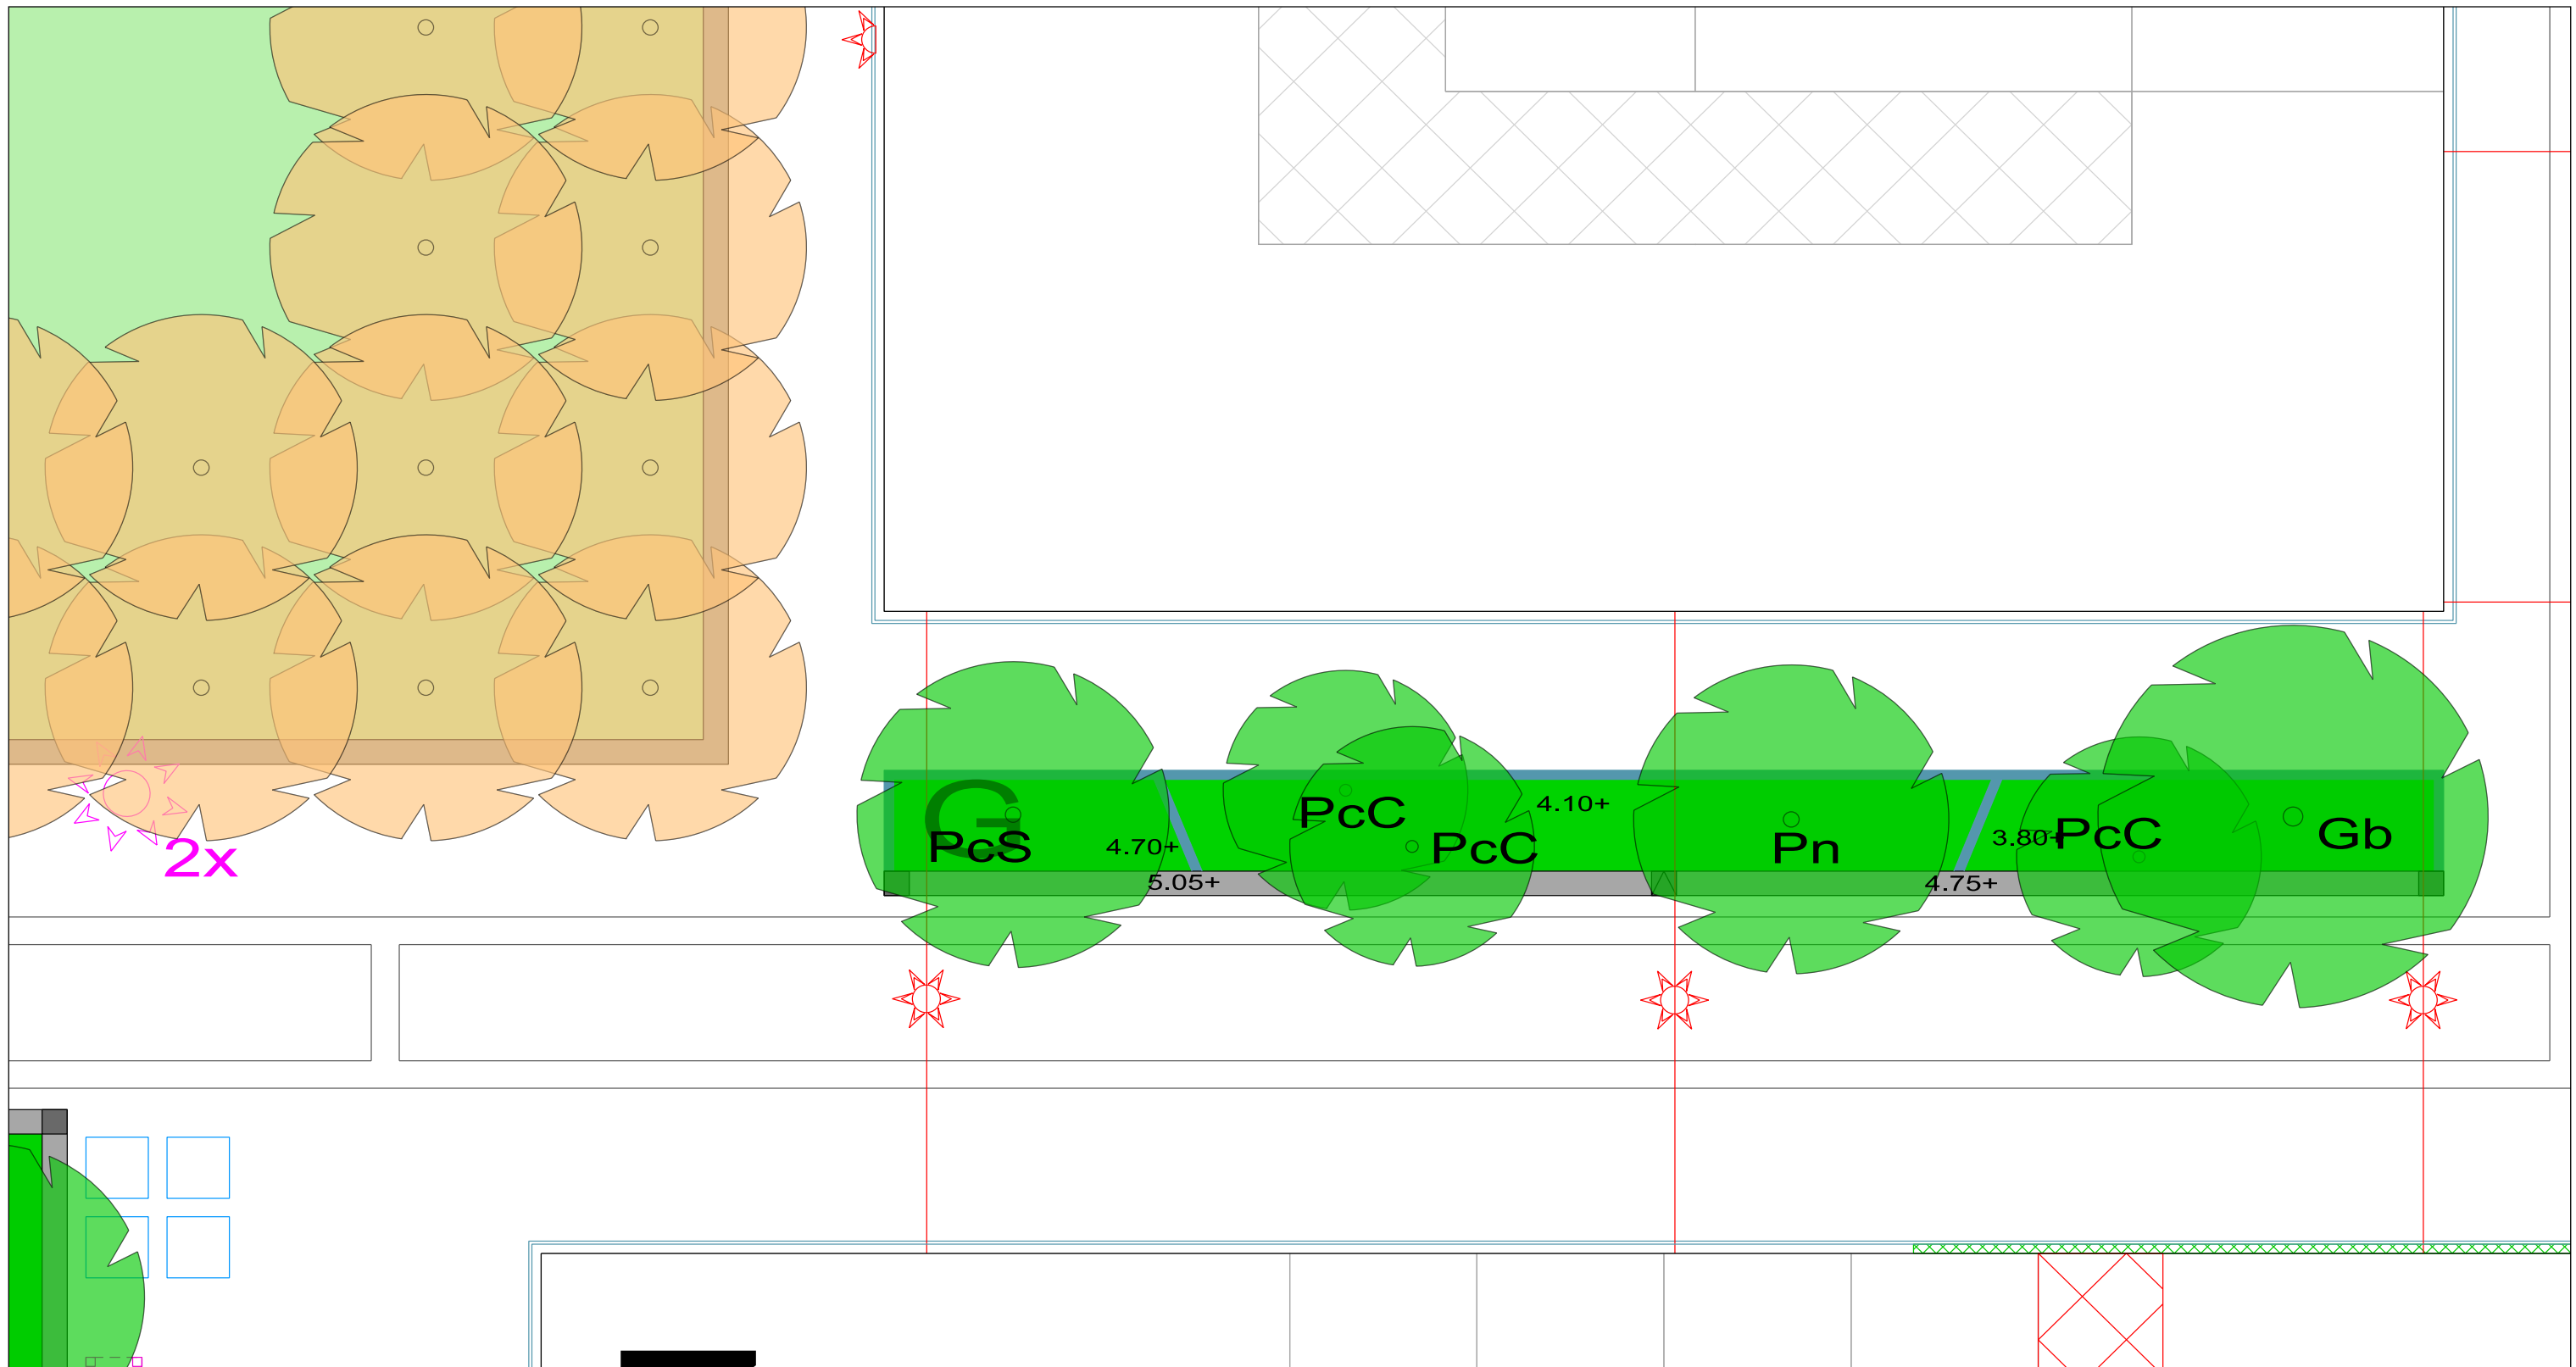 G
PcS
4.70+
5.05+
PcC
PcC
4.10+
Pn
4.75+
3.80+
PcC
Gb
2x